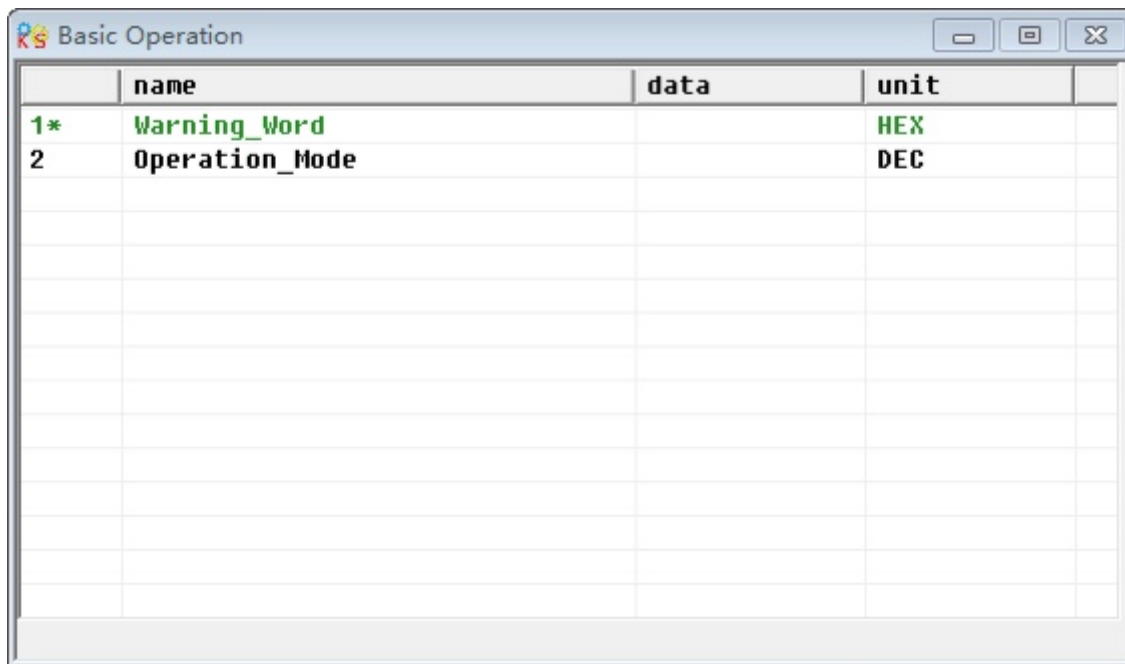 Basic Operation
name data unit
1* Warning_Word HEX
2 Operation_Mode DEC